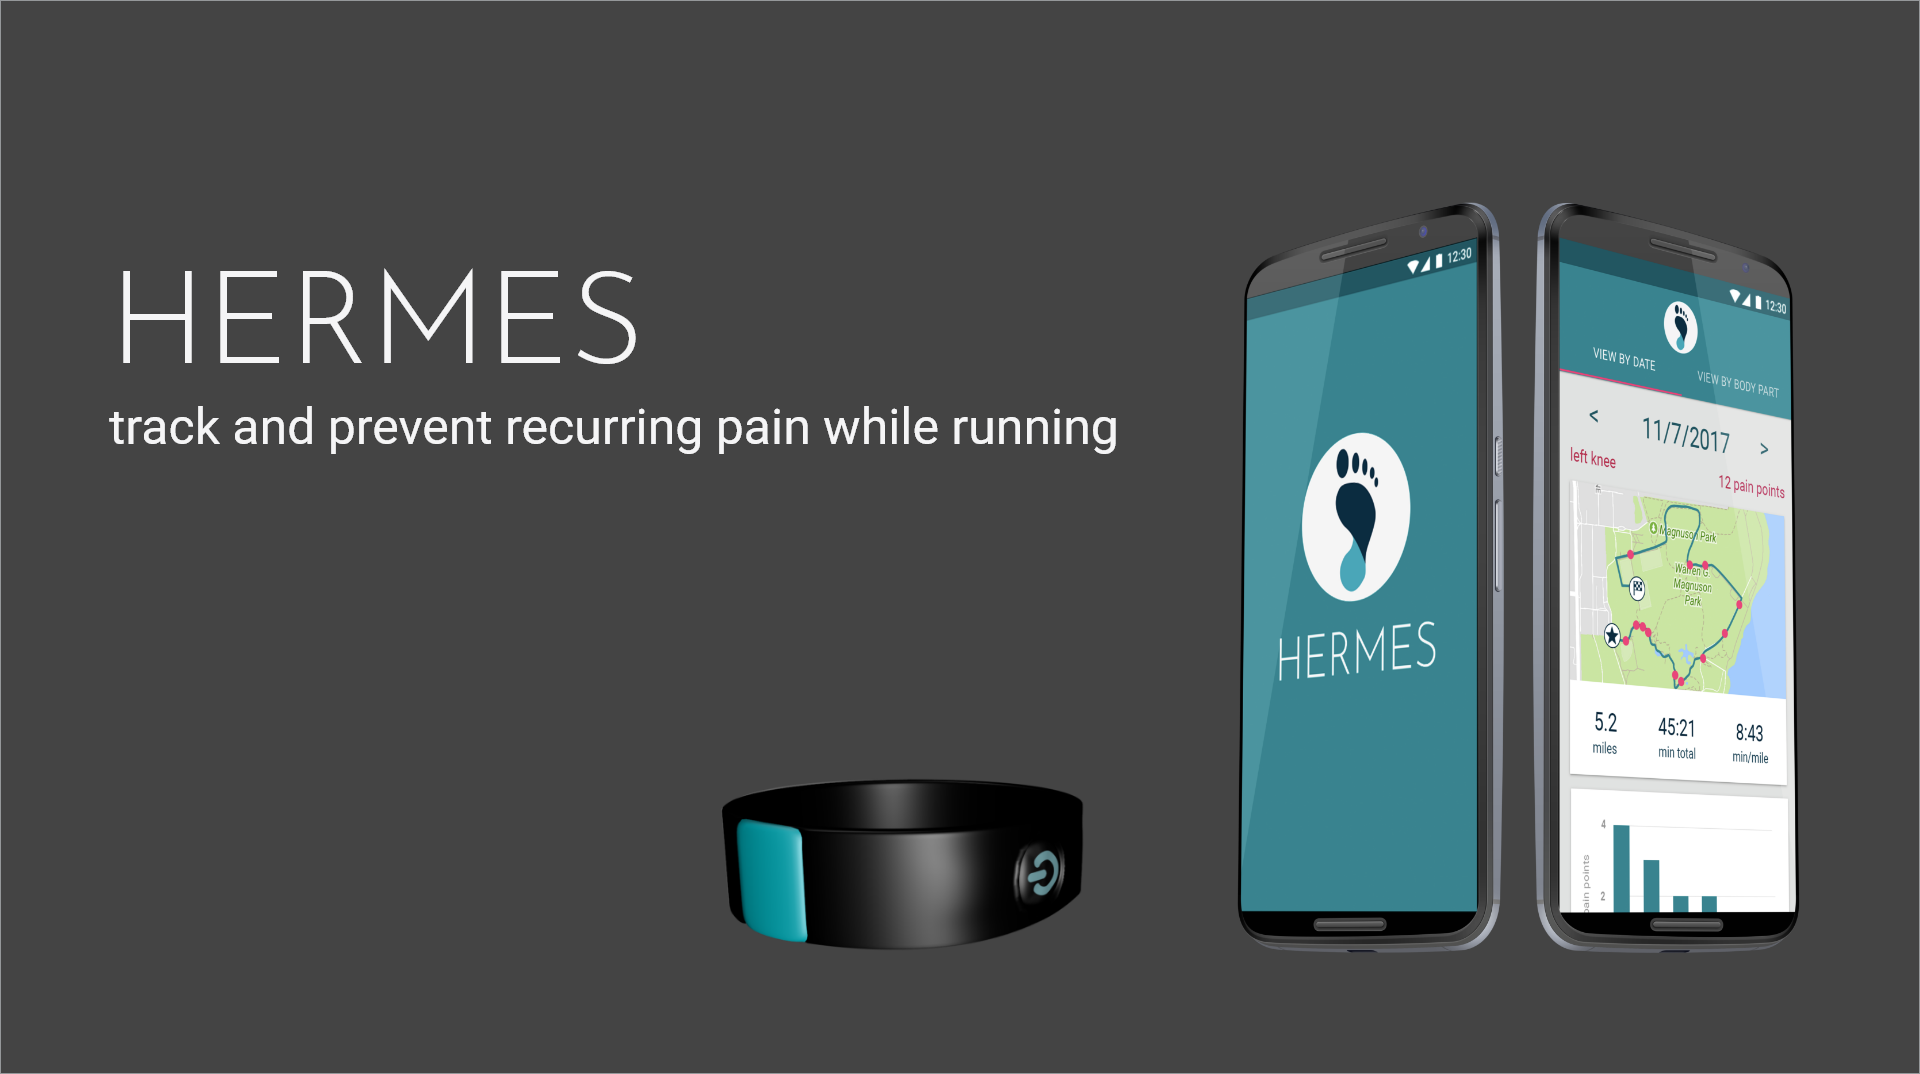 HERMES
track and prevent recurring pain while running
12:30
HERMES
12:30
VIEW BY DATE
VIEW BY BODY PART
<
11/7/2017
>
left knee
12 pain points
Magnuson Park
Warren G.
Magnuson
Park
5.2
miles
45:21
min total
8:43
min/mile
4
2
pain points